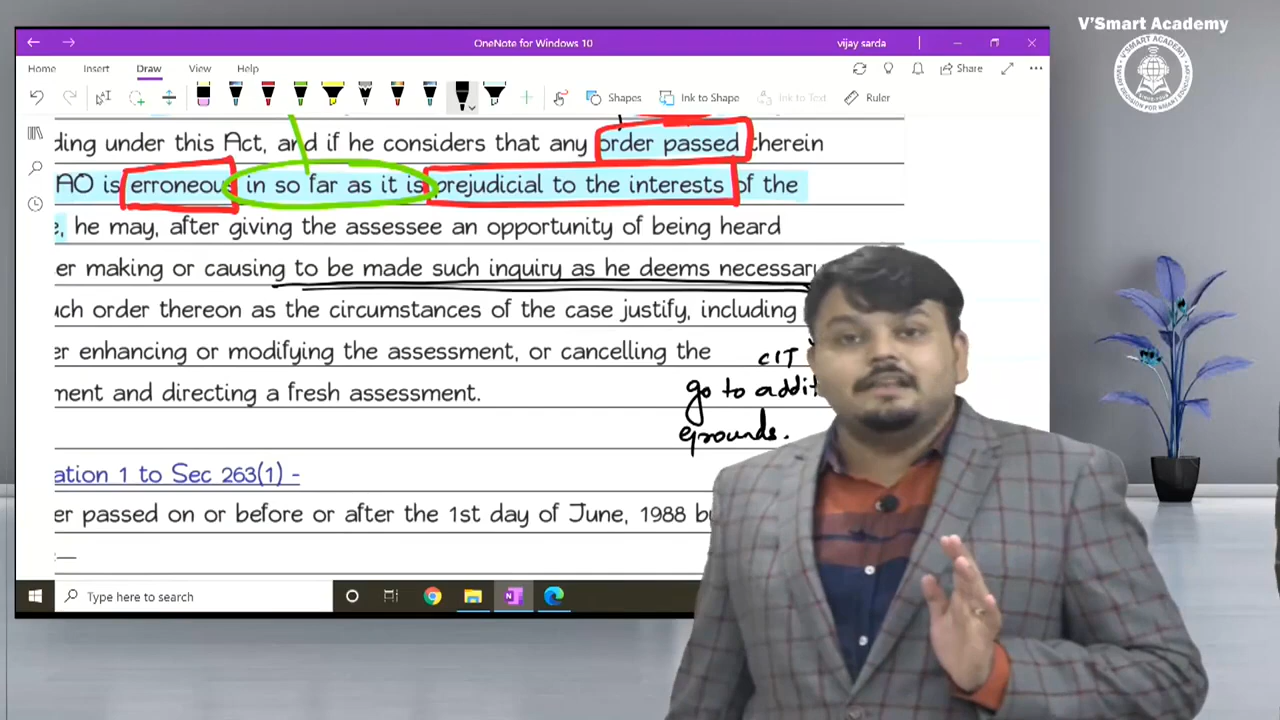 V'Smart Academy
OneNote for Windows 10
vijay sarda
Home Insert Draw View Help
Share
Shapes Ink to Shape Ink to Text Ruler
ding under this Act, and if he considers that any order passed therein
AO is erroneous in so far as it is prejudicial to the interests of the
e, he may, after giving the assessee an opportunity of being heard
er making or causing to be made such inquiry as he deems necessary
uch order thereon as the circumstances of the case justify, including
er enhancing or modifying the assessment, or cancelling the
CIT
ment and directing a fresh assessment.
go to addit
grounds.
ation 1 to Sec 263(1) -
er passed on or before or after the 1st day of June, 1988 b
:—
Type here to search